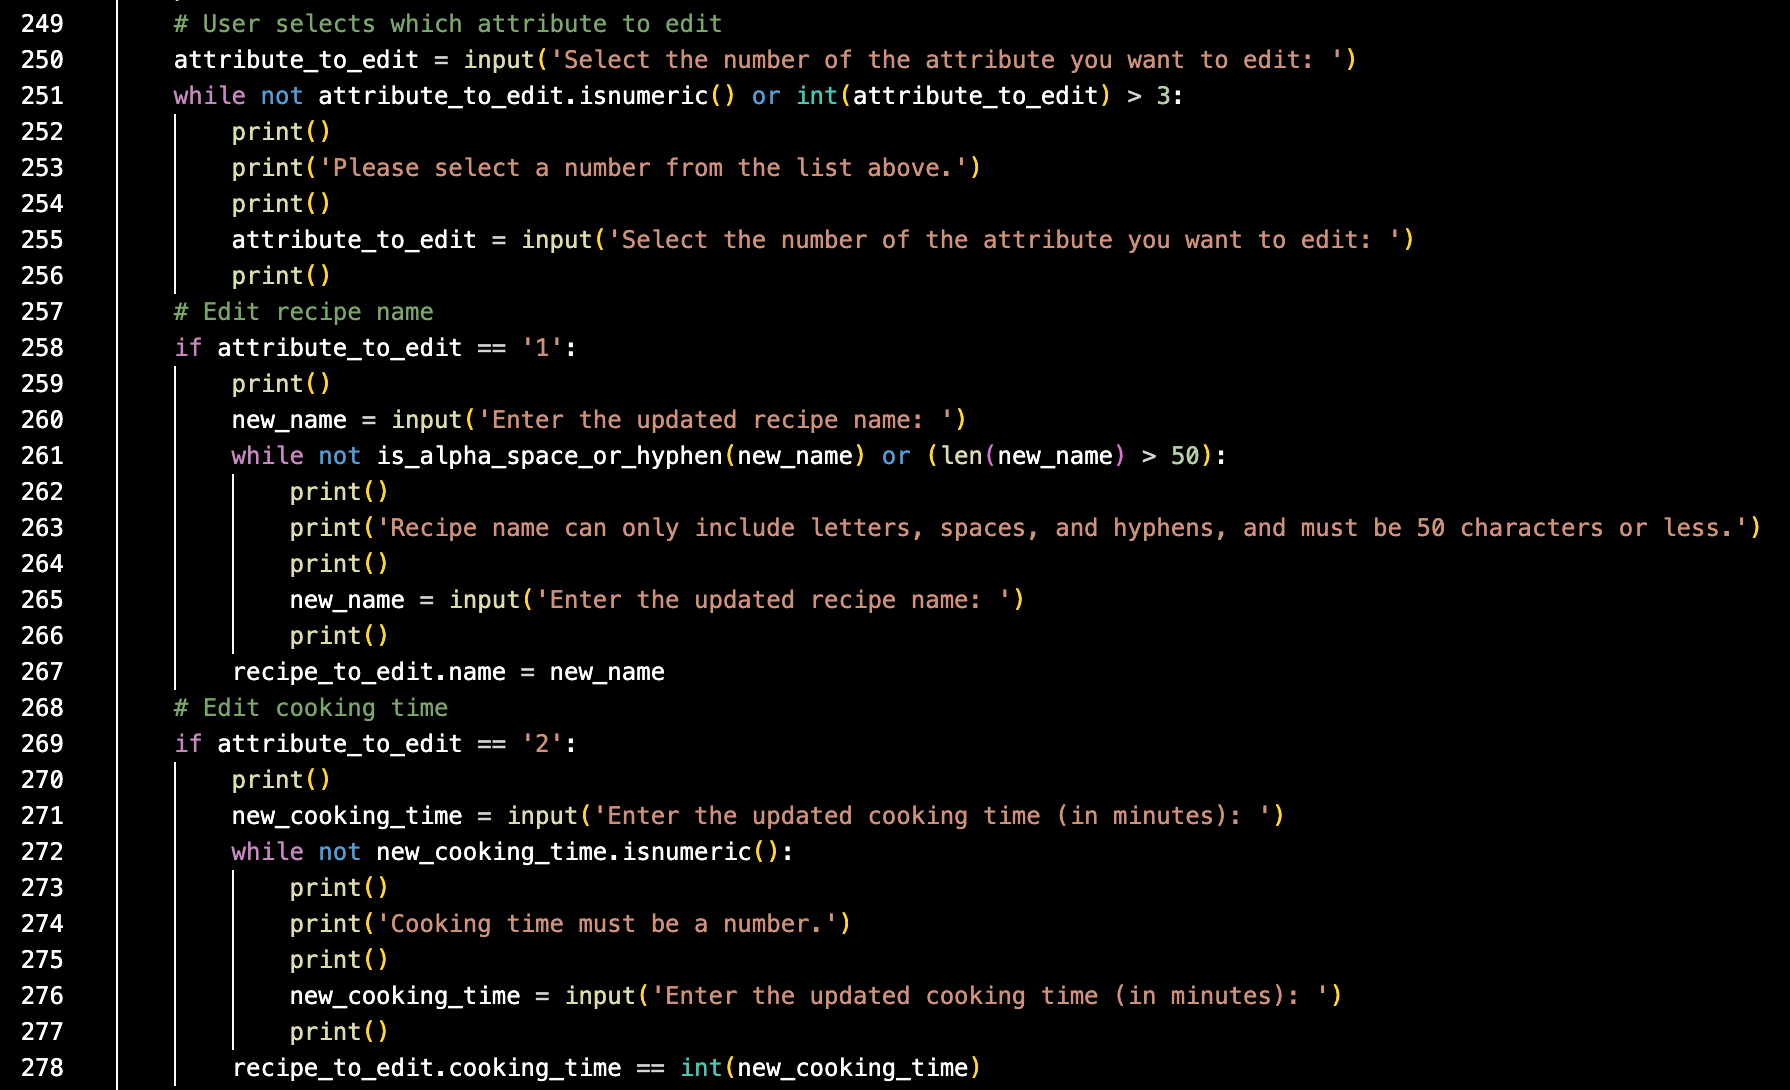 249 # User selects which attribute to edit
250 attribute_to_edit = input('Select the number of the attribute you want to edit: ')
251 while not attribute_to_edit.isnumeric() or int(attribute_to_edit) > 3:
252 print()
253 print('Please select a number from the list above.')
254 print()
255 attribute_to_edit = input('Select the number of the attribute you want to edit: ')
256 print()
257 # Edit recipe name
258 if attribute_to_edit == '1':
259 print()
260 new_name = input('Enter the updated recipe name: ')
261 while not is_alpha_space_or_hyphen(new_name) or (len(new_name) > 50):
262 print()
263 print('Recipe name can only include letters, spaces, and hyphens, and must be 50 characters or less.')
264 print()
265 new_name = input('Enter the updated recipe name: ')
266 print()
267 recipe_to_edit.name = new_name
268 # Edit cooking time
269 if attribute_to_edit == '2':
270 print()
271 new_cooking_time = input('Enter the updated cooking time (in minutes): ')
272 while not new_cooking_time.isnumeric():
273 print()
274 print('Cooking time must be a number.')
275 print()
276 new_cooking_time = input('Enter the updated cooking time (in minutes): ')
277 print()
278 recipe_to_edit.cooking_time == int(new_cooking_time)